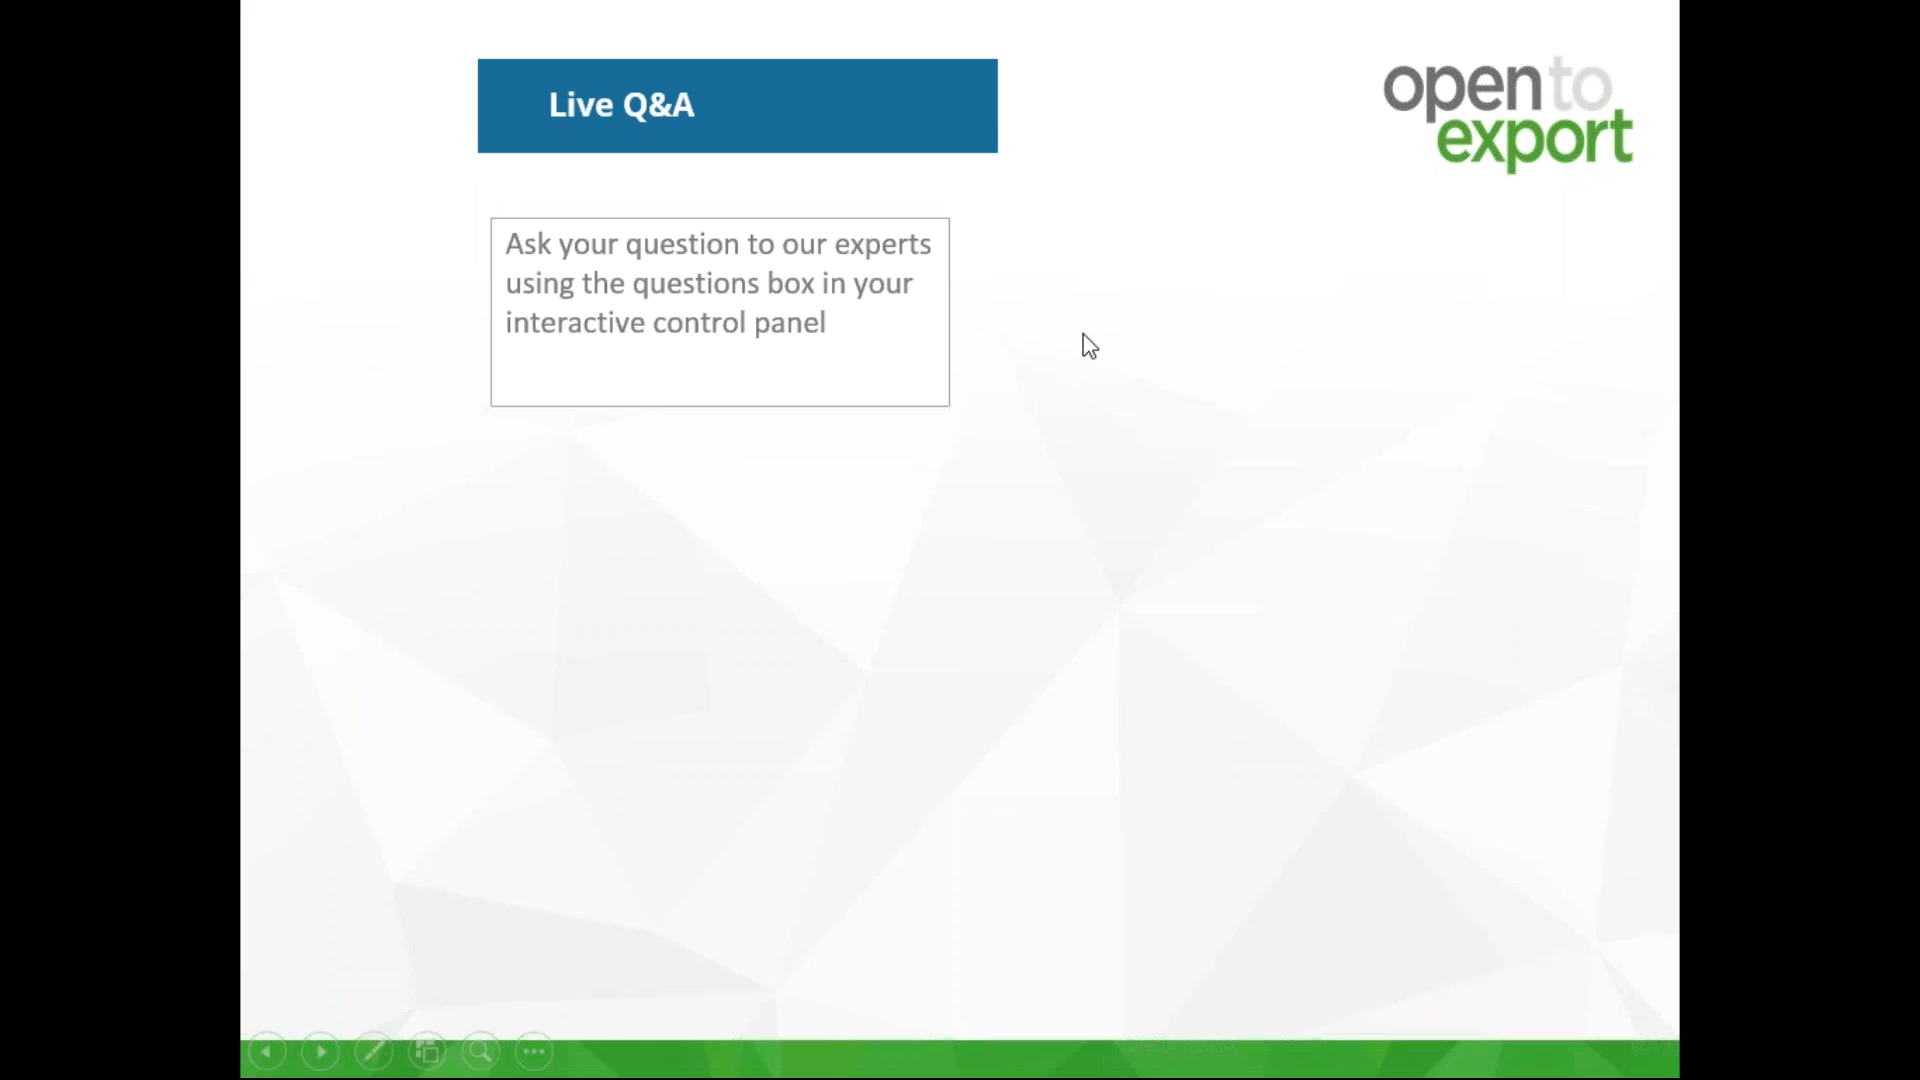 Live Q&A
open to
export
Ask your question to our experts
using the questions box in your
interactive control panel